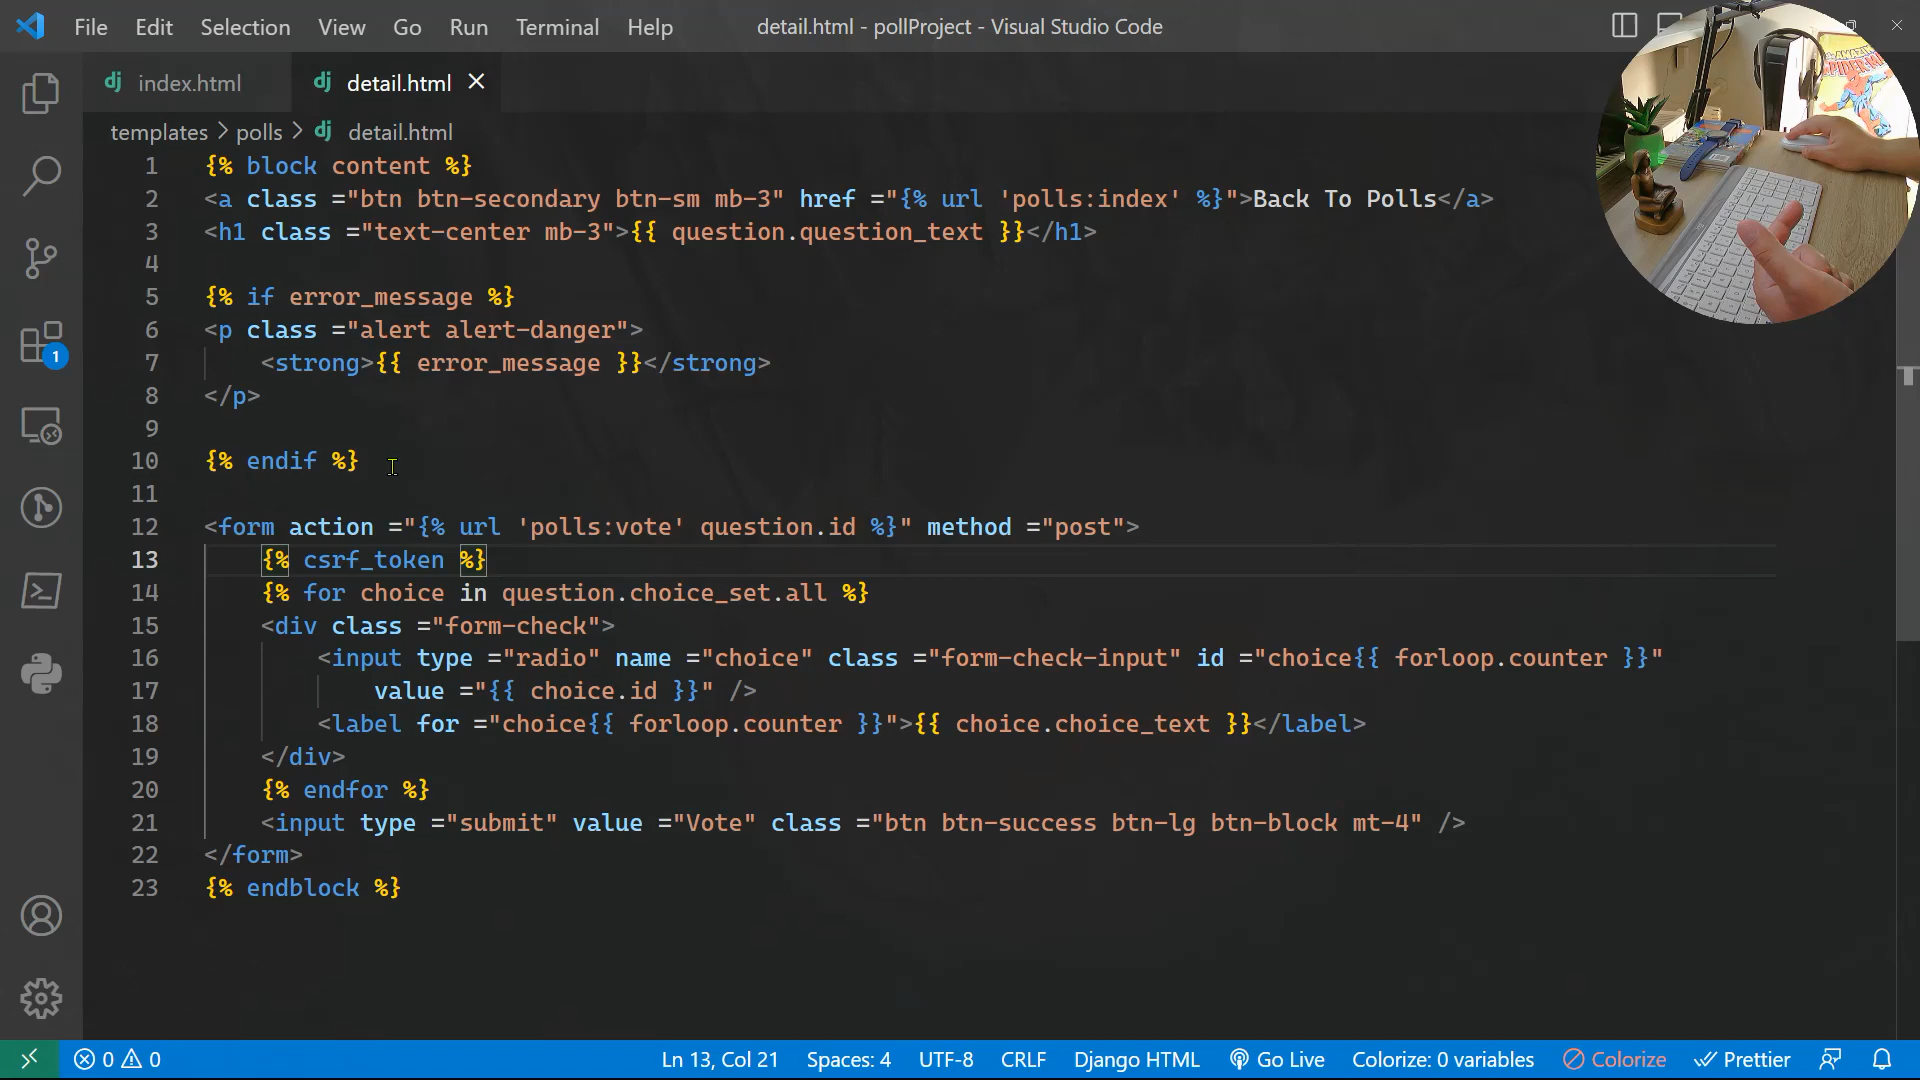 File Edit Selection View Go Run Terminal Help detail.html - pollProject - Visual Studio Code
index.html detail.html
templates > polls > detail.html
1 {% block content %}
2 <a class ="btn btn-secondary btn-sm mb-3" href ="{% url 'polls:index' %}">Back To Polls</a>
3 <h1 class ="text-center mb-3">{{ question.question_text }}</h1>
4
5 {% if error_message %}
6 <p class ="alert alert-danger">
7 <strong>{{ error_message }}</strong>
8 </p>
9
10 {% endif %}
11
12 <form action ="{% url 'polls:vote' question.id %}" method ="post">
13 {% csrf_token %}
14 {% for choice in question.choice_set.all %}
15 <div class ="form-check">
16 <input type ="radio" name ="choice" class ="form-check-input" id ="choice{{ forloop.counter }}"
17 value ="{{ choice.id }}" />
18 <label for ="choice{{ forloop.counter }}">{{ choice.choice_text }}</label>
19 </div>
20 {% endfor %}
21 <input type ="submit" value ="Vote" class ="btn btn-success btn-lg btn-block mt-4" />
22 </form>
23 {% endblock %}
AMAZING
SPIDER-MAN
1
0 0 Ln 13, Col 21 Spaces: 4 UTF-8 CRLF Django HTML Go Live Colorize: 0 variables Colorize Prettier